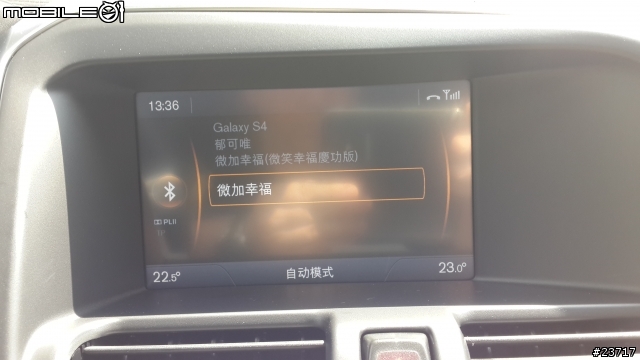 MOBILE01
13:36
Galaxy S4
郁可唯
微加幸福(微笑幸福慶功版)
微加幸福
PLII
22.5°
自动模式
23.0°
#23717